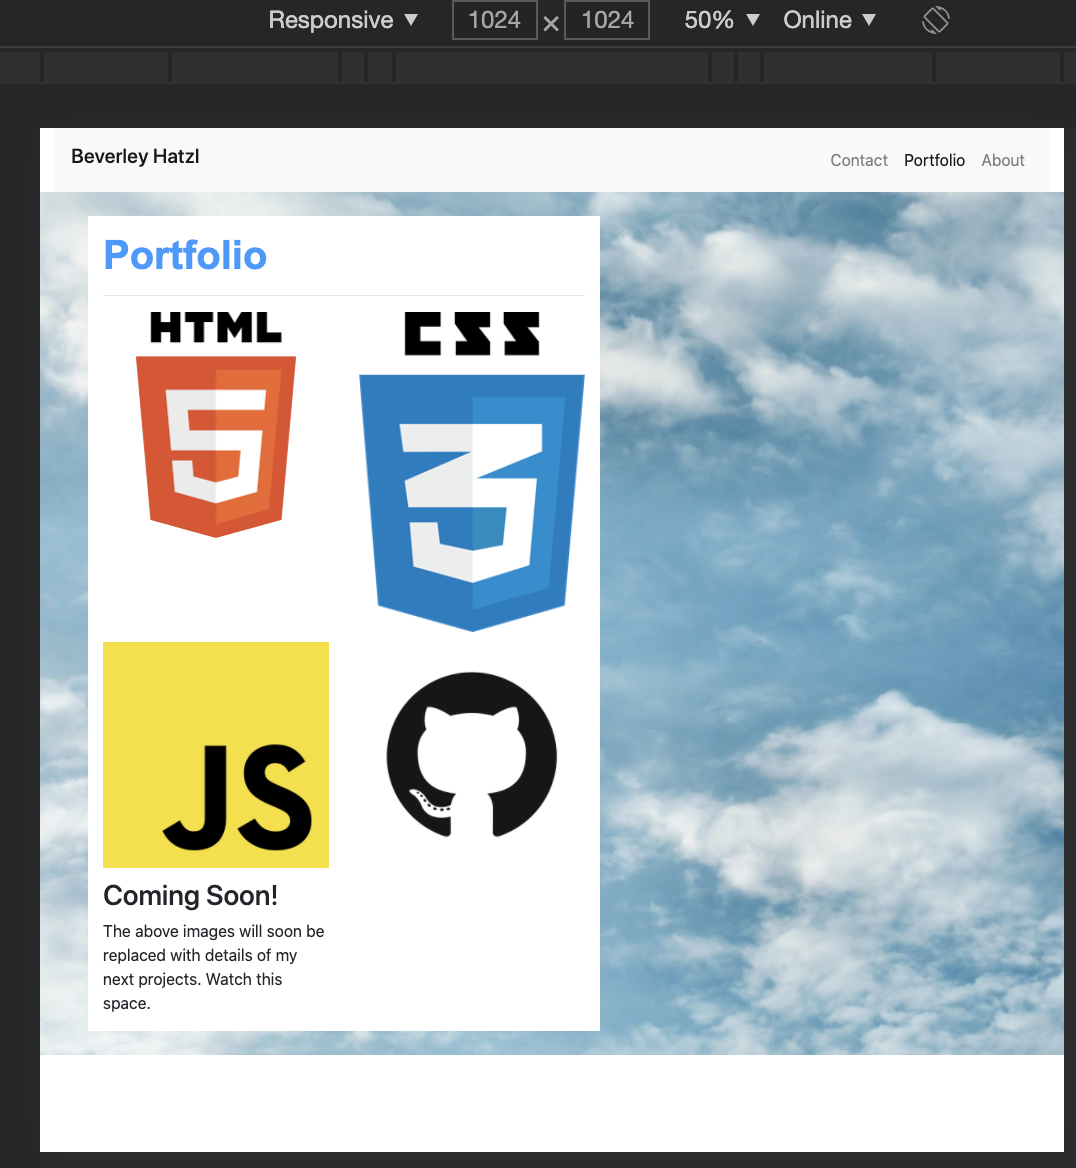 Responsive ▼ 1024 × 1024 50% ▼ Online ▼
Beverley Hatzl
Contact Portfolio About
Portfolio
HTML
CSS
5
3
JS
Coming Soon!
The above images will soon be
replaced with details of my
next projects. Watch this
space.